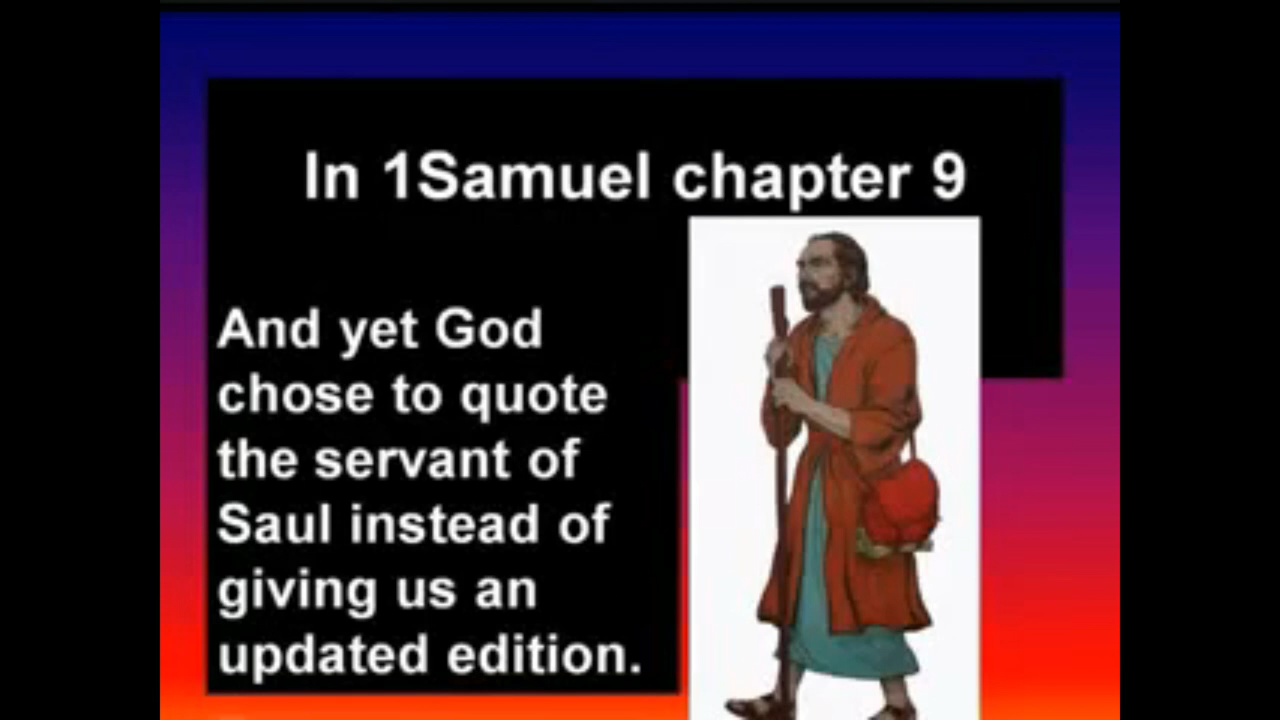 In 1Samuel chapter 9
And yet God
chose to quote
the servant of
Saul instead of
giving us an
updated edition.